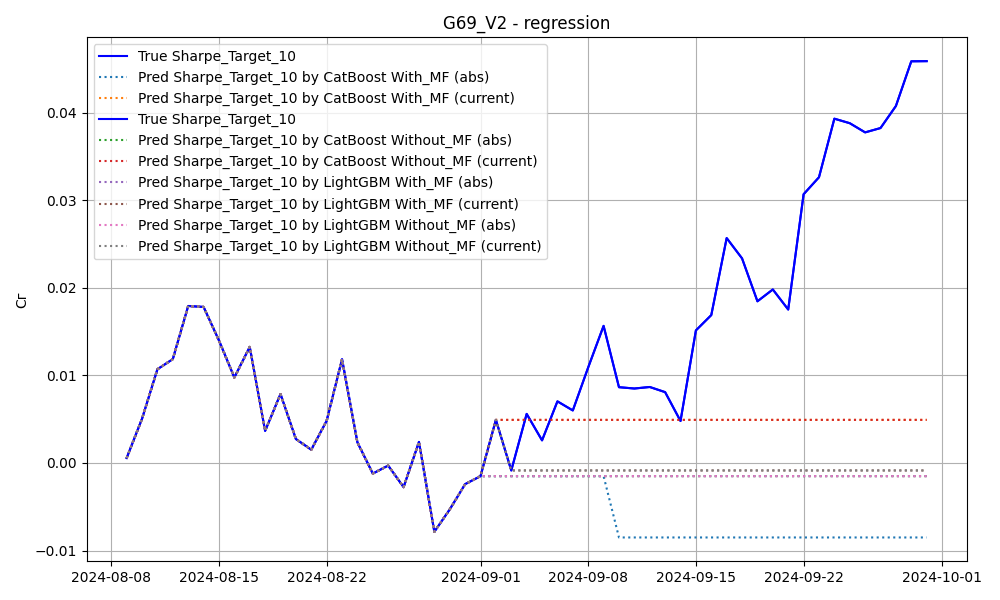 G69_V2 - regression
True Sharpe_Target_10
Pred Sharpe_Target_10 by CatBoost With_MF (abs)
Pred Sharpe_Target_10 by CatBoost With_MF (current)
True Sharpe_Target_10
Pred Sharpe_Target_10 by CatBoost Without_MF (abs)
Pred Sharpe_Target_10 by CatBoost Without_MF (current)
Pred Sharpe_Target_10 by LightGBM With_MF (abs)
Pred Sharpe_Target_10 by LightGBM With_MF (current)
Pred Sharpe_Target_10 by LightGBM Without_MF (abs)
Pred Sharpe_Target_10 by LightGBM Without_MF (current)
0.04
0.03
0.02
0.01
0.00
−0.01
Cr
2024-08-08
2024-08-15
2024-08-22
2024-09-01
2024-09-08
2024-09-15
2024-09-22
2024-10-01